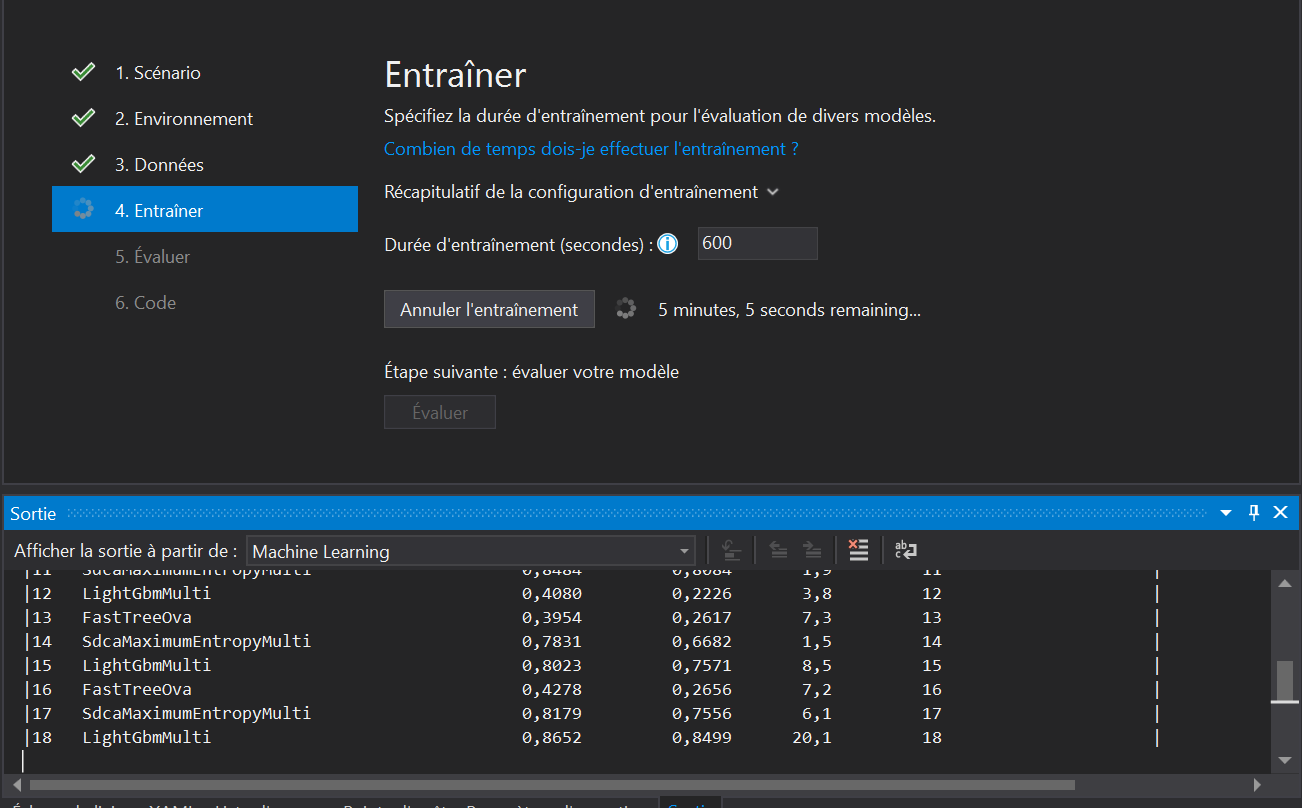 1. Scénario
2. Environnement
3. Données
4. Entraîner
5. Évaluer
6. Code
Entraîner
Spécifiez la durée d'entraînement pour l'évaluation de divers modèles.
Combien de temps dois-je effectuer l'entraînement ?
Récapitulatif de la configuration d'entraînement
Durée d'entraînement (secondes) : 600
Annuler l'entraînement 5 minutes, 5 seconds remaining...
Étape suivante : évaluer votre modèle
Évaluer
Sortie
Afficher la sortie à partir de : Machine Learning
|11 SdcaMaximumEntropyMulti 0,8484 0,8084 1,9 11 |
|12 LightGbmMulti 0,4080 0,2226 3,8 12 |
|13 FastTreeOva 0,3954 0,2617 7,3 13 |
|14 SdcaMaximumEntropyMulti 0,7831 0,6682 1,5 14 |
|15 LightGbmMulti 0,8023 0,7571 8,5 15 |
|16 FastTreeOva 0,4278 0,2656 7,2 16 |
|17 SdcaMaximumEntropyMulti 0,8179 0,7556 6,1 17 |
|18 LightGbmMulti 0,8652 0,8499 20,1 18 |